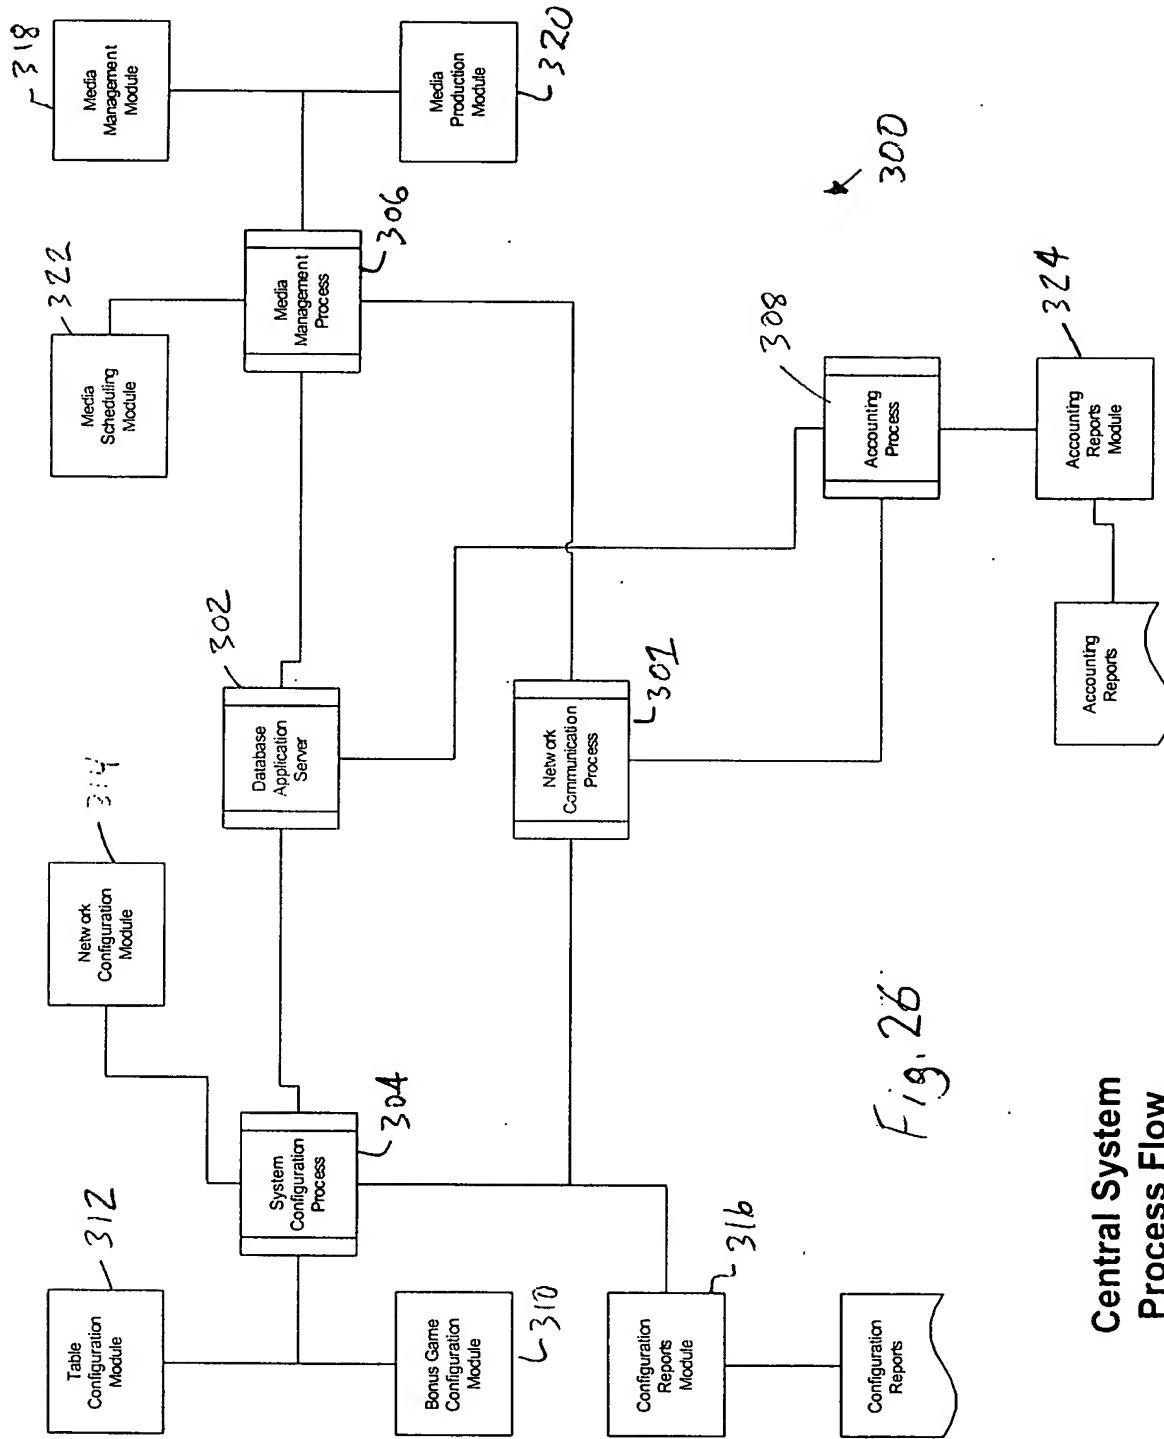 312
Table
Configuration
Module
314
Network
Configuration
Module
322
Media
Scheduling
Module
318
Media
Management
Module
System
Configuration
Process
304
302
Database
Application
Server
Media
Management
Process
306
Bonus Game
Configuration
Module
310
Media
Production
Module
320
Configuration
Reports
Module
316
Network
Communication
Process
Configuration
Reports
308
Accounting
Process
300
Fig. 26
Accounting
Reports
Accounting
Reports
Module
324
Central System
Process Flow